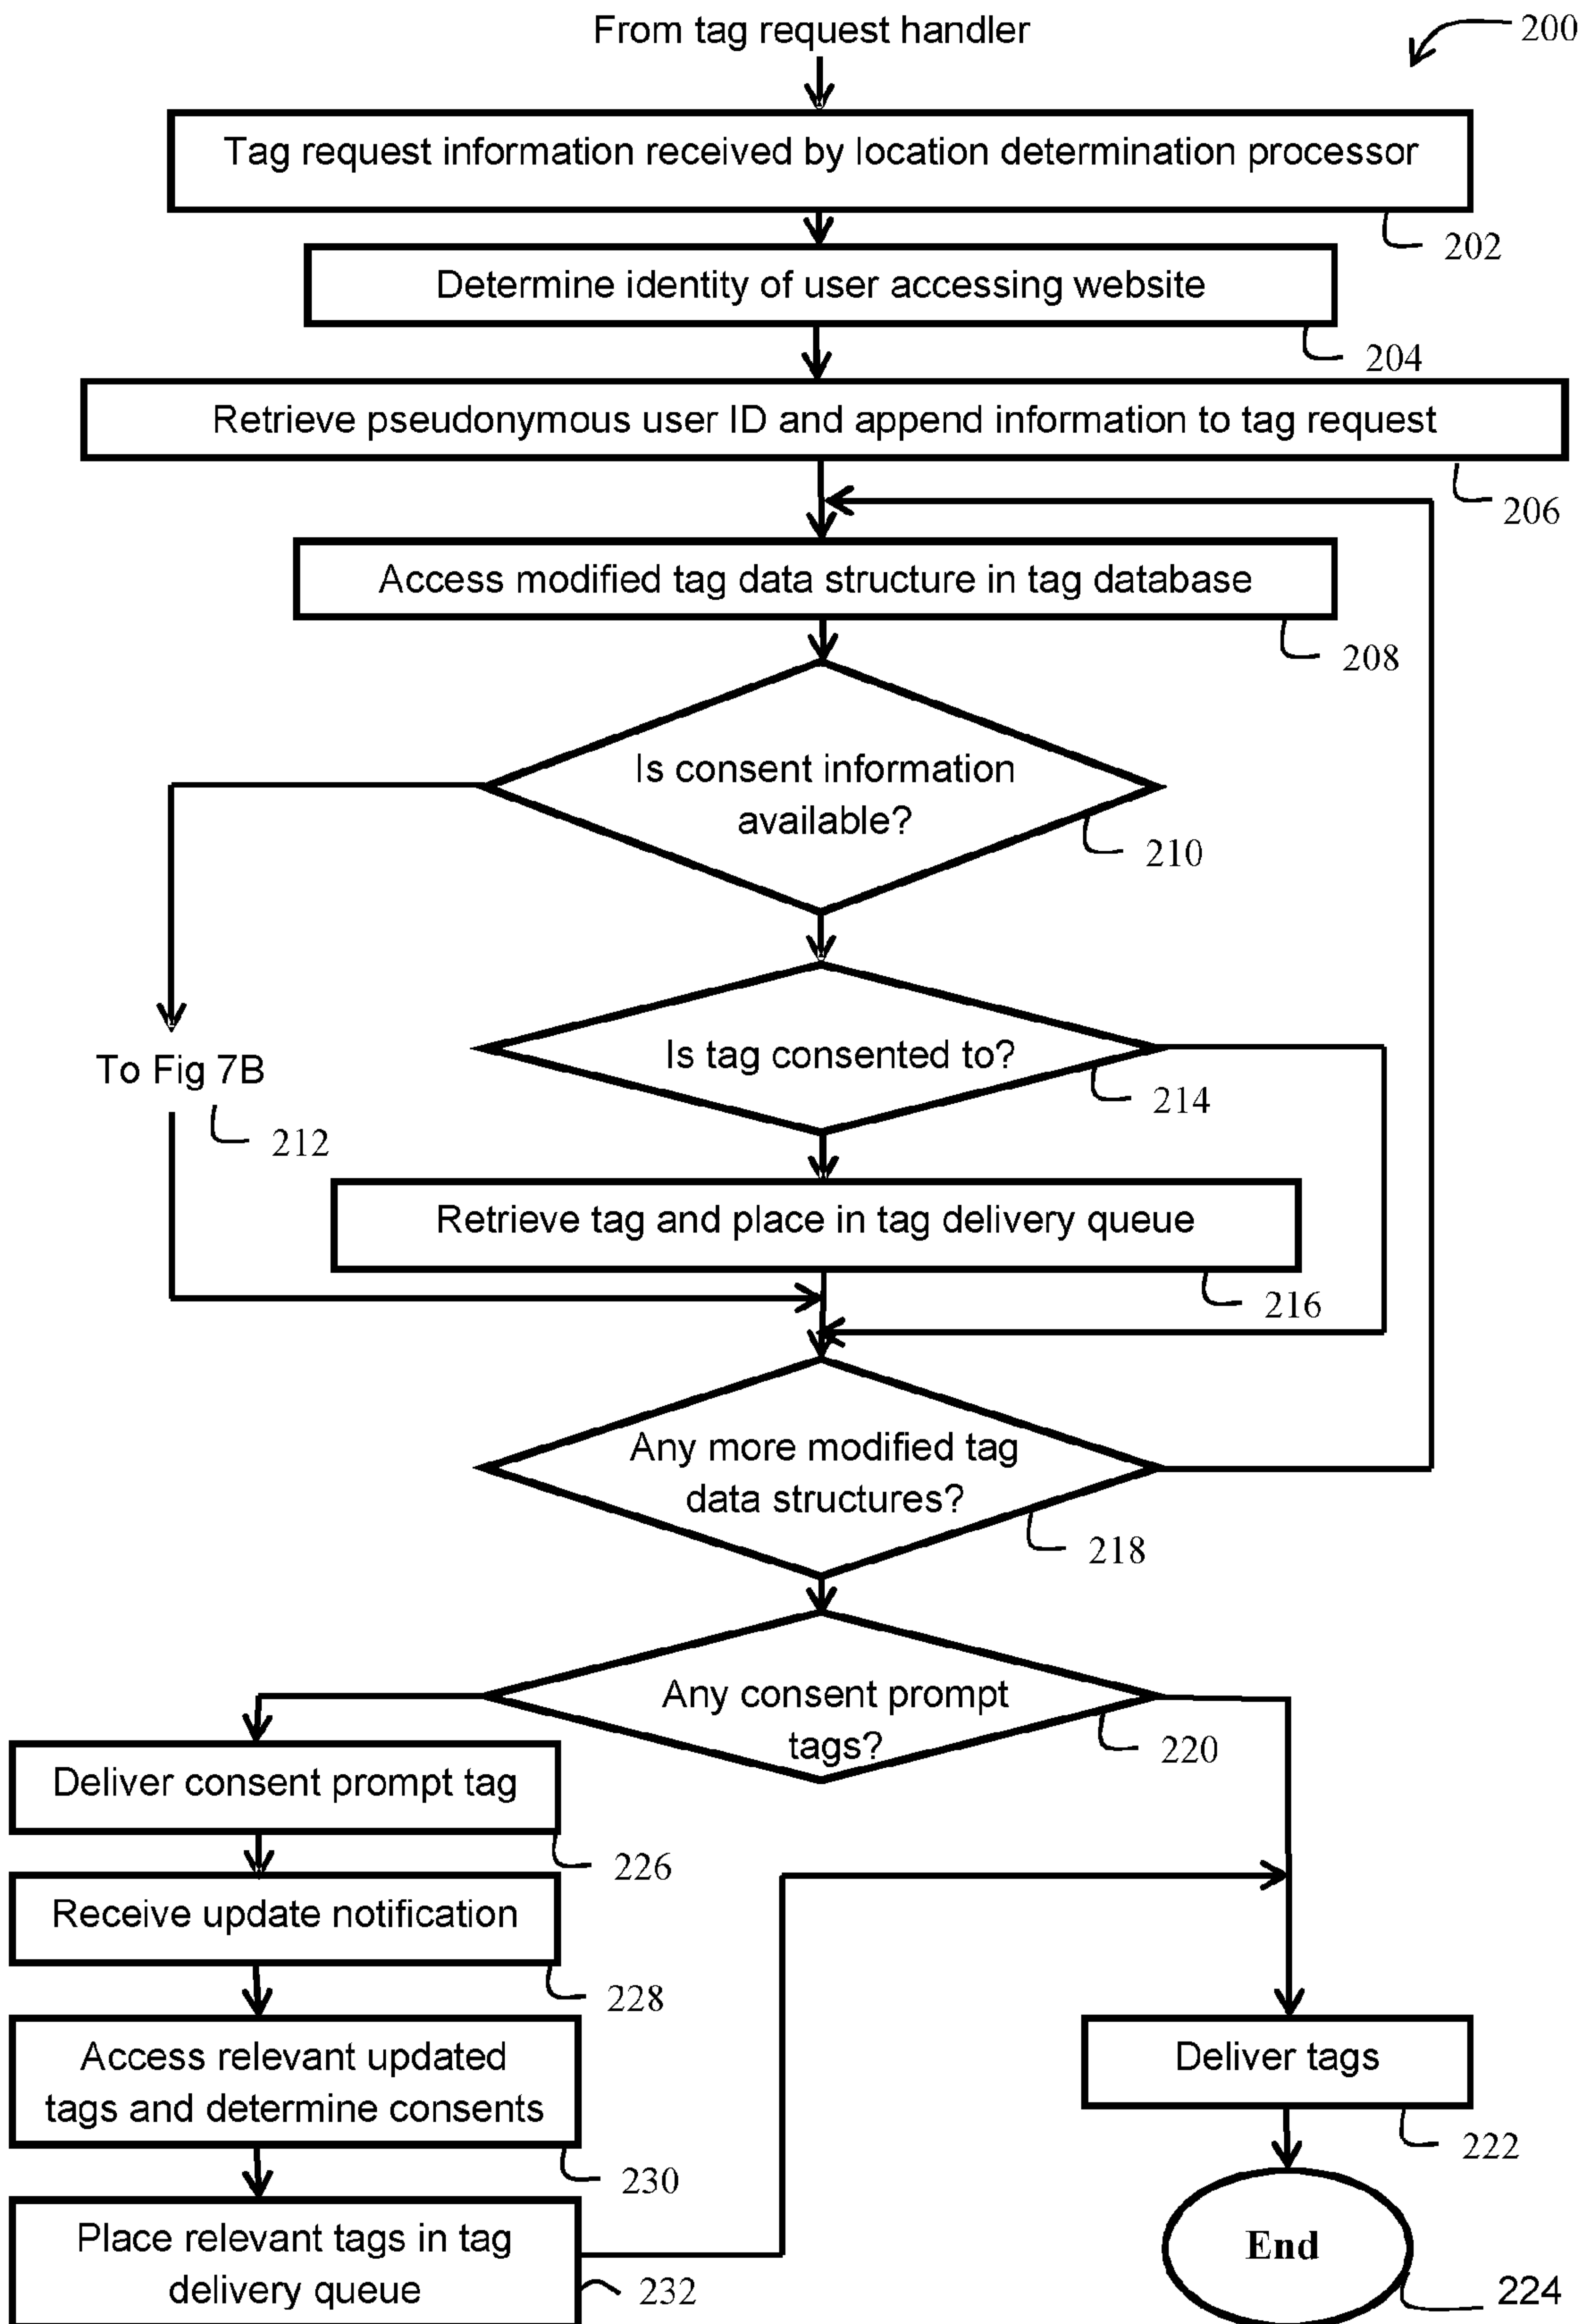 From tag request handler
200
Tag request information received by location determination processor
202
Determine identity of user accessing website
204
Retrieve pseudonymous user ID and append information to tag request
206
Access modified tag data structure in tag database
208
Is consent information
available?
210
Is tag consented to?
214
To Fig 7B
212
Retrieve tag and place in tag delivery queue
216
Any more modified tag
data structures?
218
Any consent prompt
tags?
220
Deliver consent prompt tag
226
Receive update notification
228
Access relevant updated
tags and determine consents
230
Place relevant tags in tag
delivery queue
232
Deliver tags
222
End
224